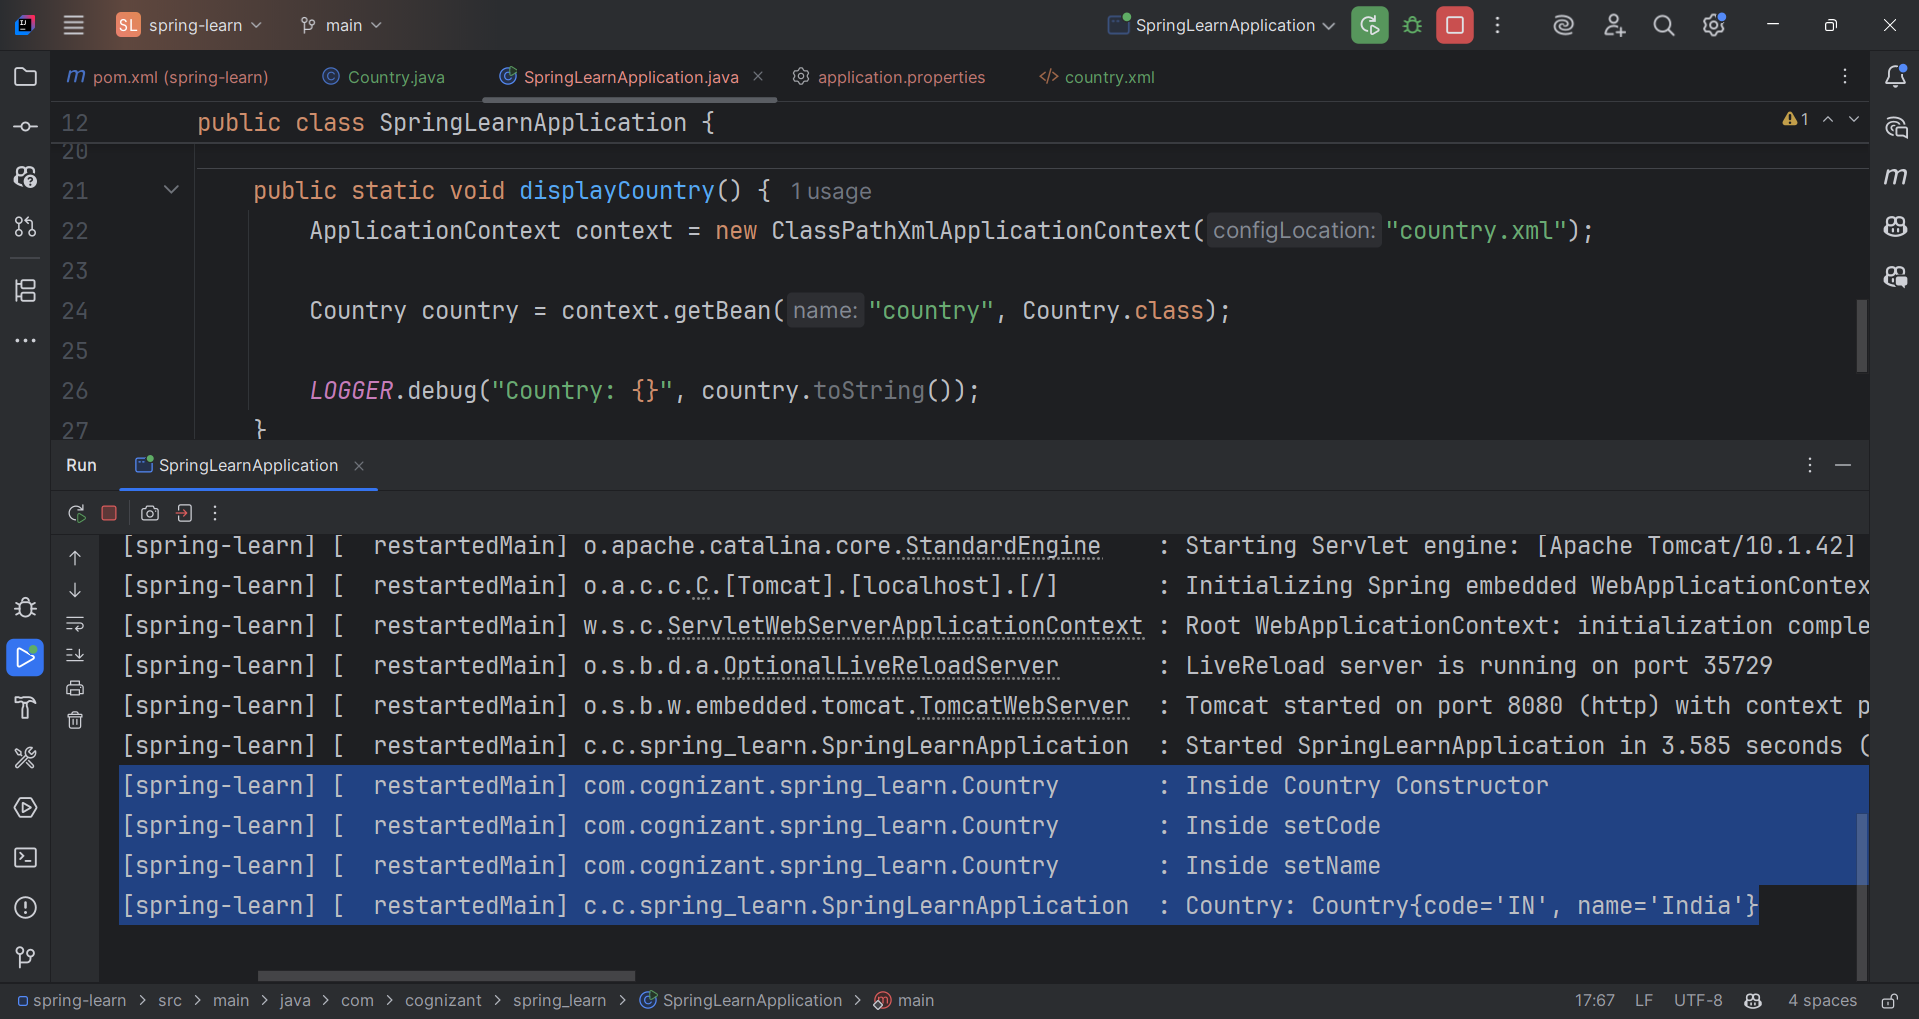 SL spring-learn main SpringLearnApplication
m pom.xml (spring-learn) Country.java SpringLearnApplication.java application.properties </> country.xml
12 public class SpringLearnApplication { 1
20
21 public static void displayCountry() { 1 usage
22 ApplicationContext context = new ClassPathXmlApplicationContext( configLocation: "country.xml");
23
24 Country country = context.getBean( name: "country", Country.class);
25
26 LOGGER.debug("Country: {}", country.toString());
27 }
Run SpringLearnApplication
[spring-learn] [ restartedMain] o.apache.catalina.core.StandardEngine : Starting Servlet engine: [Apache Tomcat/10.1.42]
[spring-learn] [ restartedMain] o.a.c.c.C.[Tomcat].[localhost].[/] : Initializing Spring embedded WebApplicationContex
[spring-learn] [ restartedMain] w.s.c.ServletWebServerApplicationContext : Root WebApplicationContext: initialization comple
[spring-learn] [ restartedMain] o.s.b.d.a.OptionalLiveReloadServer : LiveReload server is running on port 35729
[spring-learn] [ restartedMain] o.s.b.w.embedded.tomcat.TomcatWebServer : Tomcat started on port 8080 (http) with context p
[spring-learn] [ restartedMain] c.c.spring_learn.SpringLearnApplication : Started SpringLearnApplication in 3.585 seconds (
[spring-learn] [ restartedMain] com.cognizant.spring_learn.Country : Inside Country Constructor
[spring-learn] [ restartedMain] com.cognizant.spring_learn.Country : Inside setCode
[spring-learn] [ restartedMain] com.cognizant.spring_learn.Country : Inside setName
[spring-learn] [ restartedMain] c.c.spring_learn.SpringLearnApplication : Country: Country{code='IN', name='India'}
spring-learn > src > main > java > com > cognizant > spring_learn > SpringLearnApplication > main 17:67 LF UTF-8 4 spaces